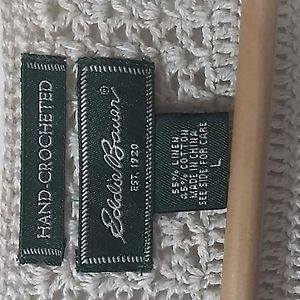 HAND-CROCHETED
Eddie Bauer®
EST. 1920
55% LINEN
45% COTTON
MADE IN CHINA
SEE SIDE FOR CARE
L